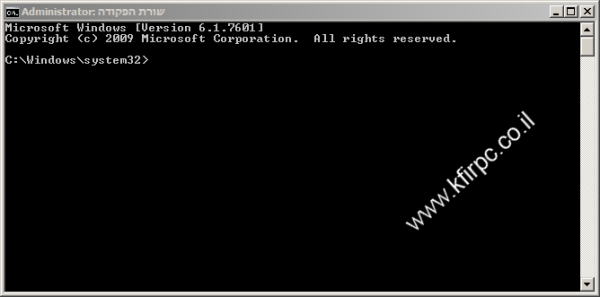 Administrator: שורת הפקודה
Microsoft Windows [Version 6.1.7601]
Copyright (c) 2009 Microsoft Corporation.  All rights reserved.
C:\Windows\system32>
www.kfirpc.co.il